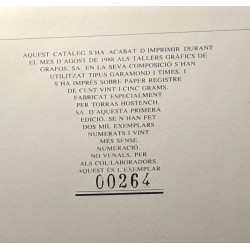 AQUEST CATÀLEG S'HA ACABAT D'IMPRIMIR DURANT
EL MES D'AGOST DE 1988 ALS TALLERS GRÀFICS DE
GRAFOS, SA. EN LA SEVA COMPOSICIÓ S'HAN
UTILITZAT TIPUS GARAMOND I TIMES, I
S'HA IMPRÈS SOBRE PAPER REGISTRE
DE CENT VINT I CINC GRAMS,
FABRICAT ESPECIALMENT
PER TORRAS HOSTENCH,
SA. D'AQUESTA PRIMERA
EDICIÓ, SE N'HAN FET
DOS MIL EXEMPLARS
NUMERATS I VINT
MÉS SENSE
NUMERACIÓ,
NO VENALS, PER
ALS COL·LABORADORS.
AQUEST ÉS L'EXEMPLAR
00264